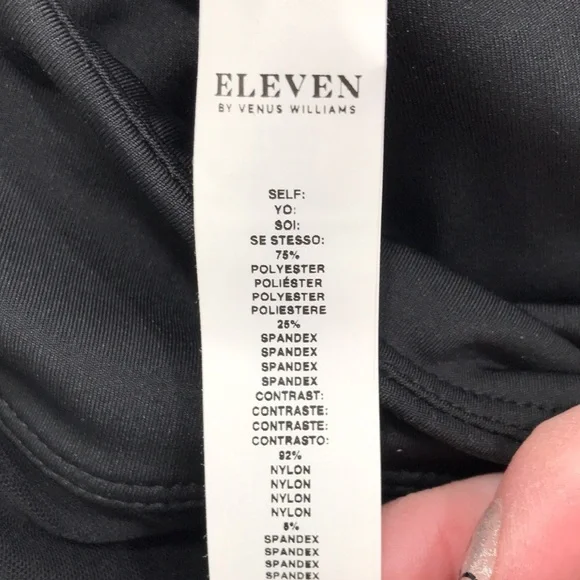 ELEVEN
BY VENUS WILLIAMS
SELF:
YO:
SOI:
SE STESSO:
75%
POLYESTER
POLIÉSTER
POLYESTER
POLIESTERE
25%
SPANDEX
SPANDEX
SPANDEX
SPANDEX
CONTRAST:
CONTRASTE:
CONTRASTE:
CONTRASTO:
92%
NYLON
NYLON
NYLON
NYLON
8%
SPANDEX
SPANDEX
SPANDEX
SPANDEX